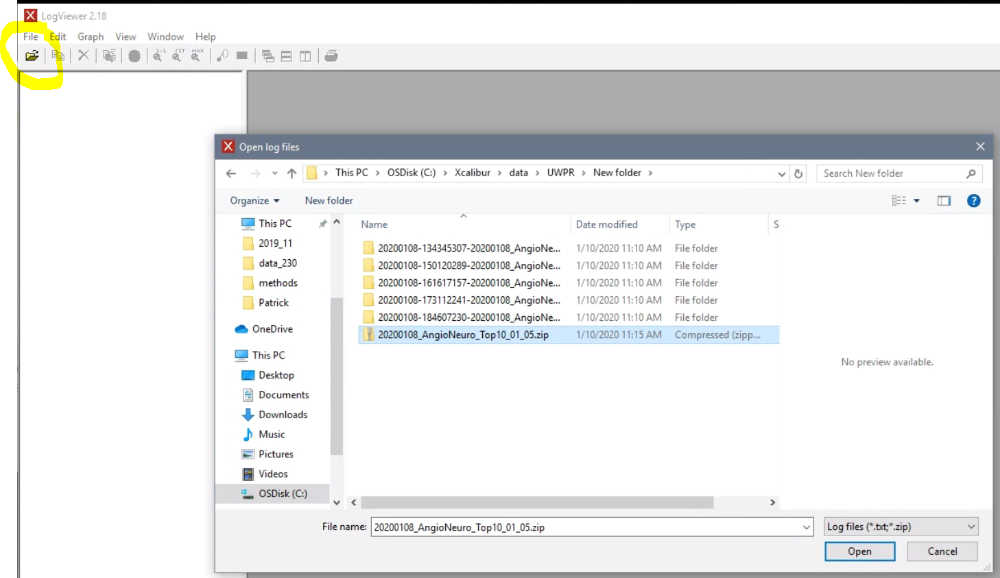 LogViewer 2.18
File Edit Graph View Window Help
1:1 FIT MAX
Open log files
This PC > OSDisk (C:) > Xcalibur > data > UWPR > New folder >
Search New folder
Organize New folder
Name Date modified Type S
This PC
2019_11
data_230
methods
Patrick
OneDrive
This PC
Desktop
Documents
Downloads
Music
Pictures
Videos
OSDisk (C:)
20200108-134345307-20200108_AngioNe... 1/10/2020 11:10 AM File folder
20200108-150120289-20200108_AngioNe... 1/10/2020 11:10 AM File folder
20200108-161617157-20200108_AngioNe... 1/10/2020 11:10 AM File folder
20200108-173112241-20200108_AngioNe... 1/10/2020 11:10 AM File folder
20200108-184607230-20200108_AngioNe... 1/10/2020 11:10 AM File folder
20200108_AngioNeuro_Top10_01_05.zip 1/10/2020 11:15 AM Compressed (zipp...
No preview available.
File name: 20200108_AngioNeuro_Top10_01_05.zip
Log files (*.txt;*.zip)
Open Cancel